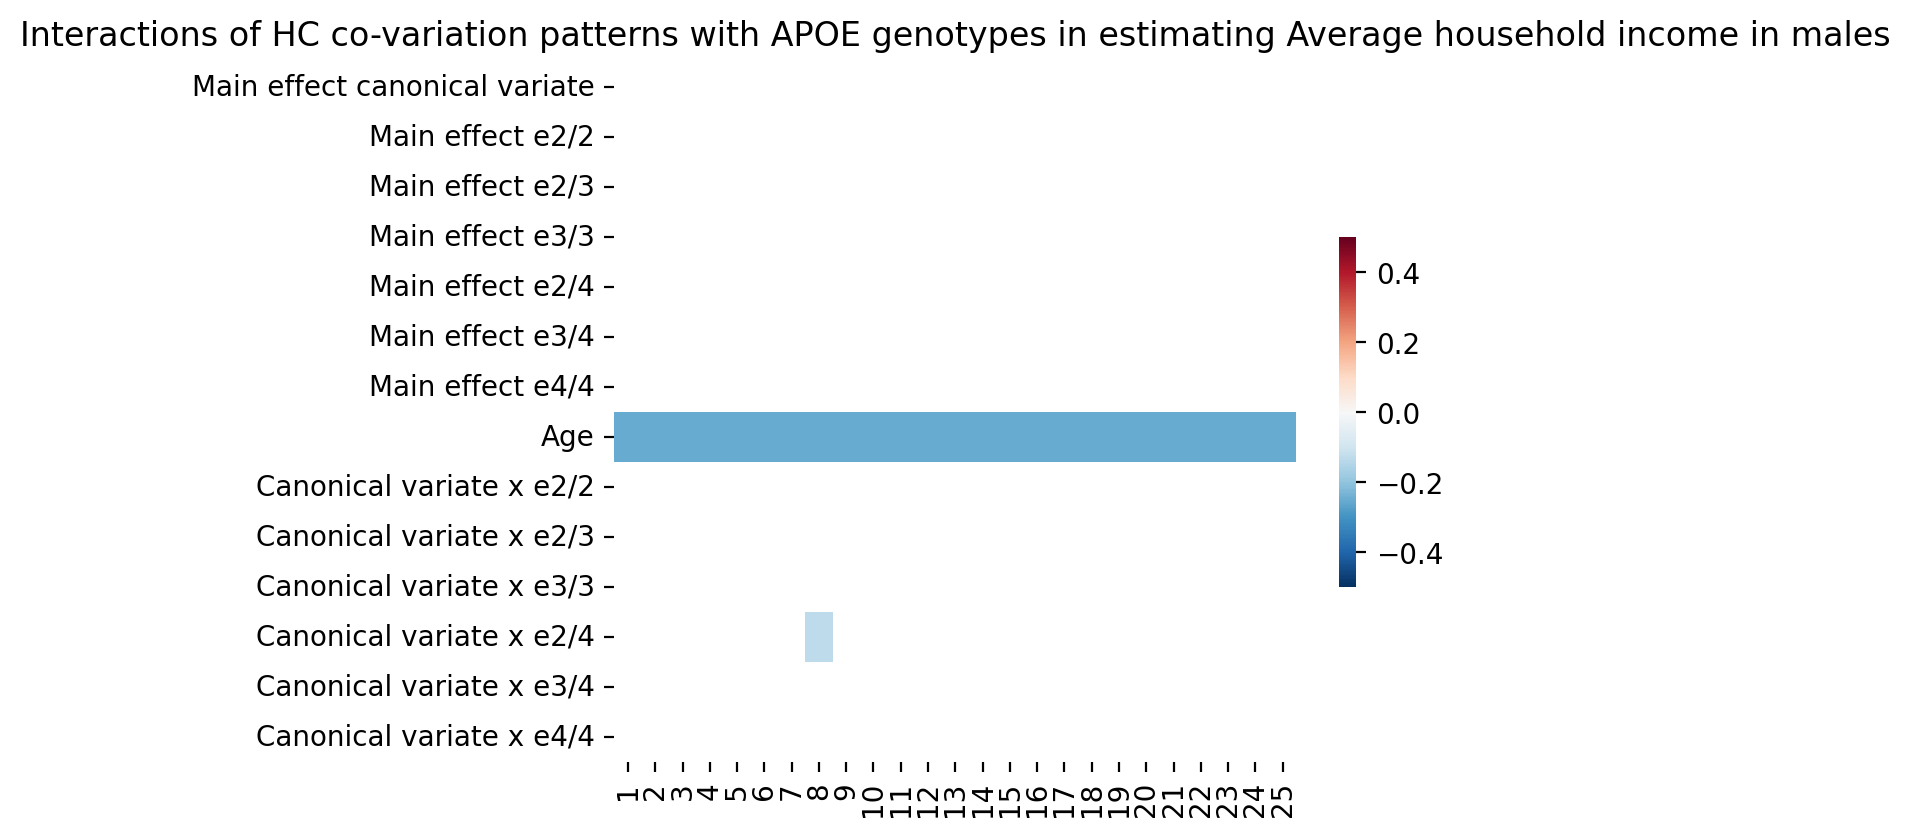 Interactions of HC co-variation patterns with APOE genotypes in estimating Average household income in males
Main effect canonical variate
Main effect e2/2
Main effect e2/3
Main effect e3/3
Main effect e2/4
Main effect e3/4
Main effect e4/4
Age
Canonical variate x e2/2
Canonical variate x e2/3
Canonical variate x e3/3
Canonical variate x e2/4
Canonical variate x e3/4
Canonical variate x e4/4
1 2 3 4 5 6 7 8 9 10 11 12 13 14 15 16 17 18 19 20 21 22 23 24 25
0.4
0.2
0.0
−0.2
−0.4